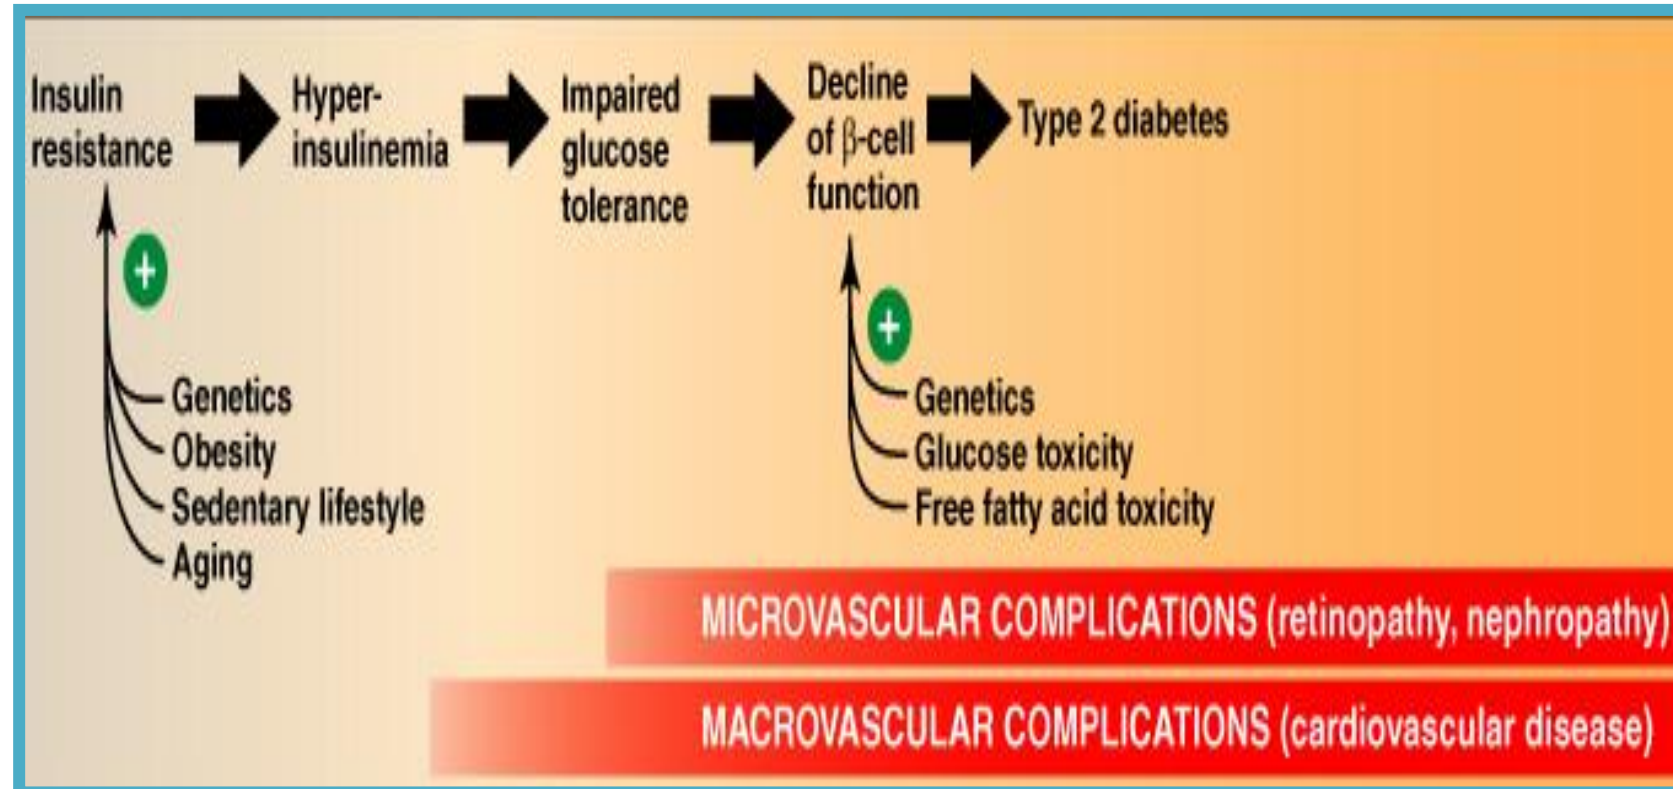 Insulin
resistance
Hyper-
insulinemia
Impaired
glucose
tolerance
Decline
of β-cell
function
Type 2 diabetes
+
Genetics
Obesity
Sedentary lifestyle
Aging
+
Genetics
Glucose toxicity
Free fatty acid toxicity
MICROVASCULAR COMPLICATIONS (retinopathy, nephropathy)
MACROVASCULAR COMPLICATIONS (cardiovascular disease)